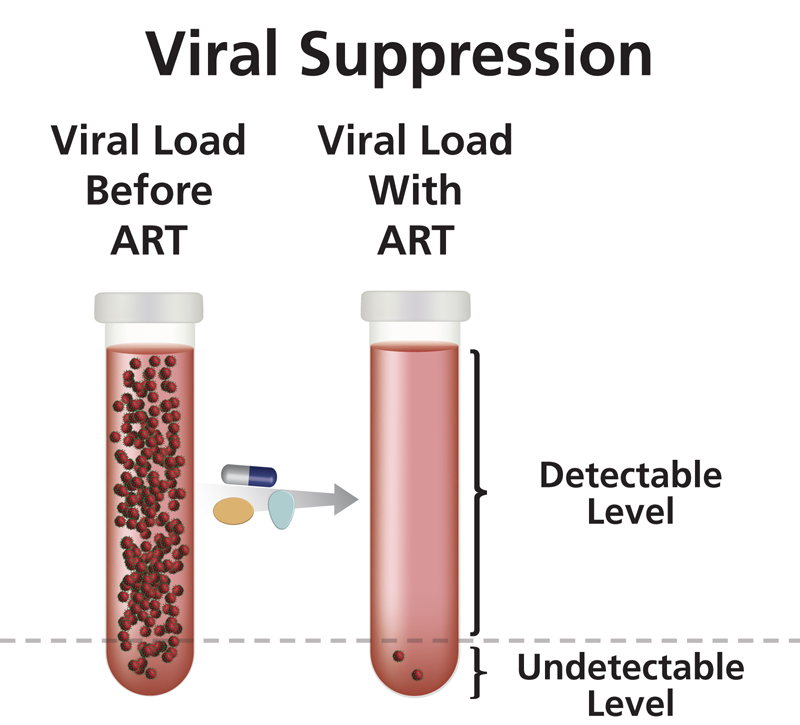 Viral Suppression
Viral Load
Before
ART
Viral Load
With
ART
Detectable
Level
Undetectable
Level